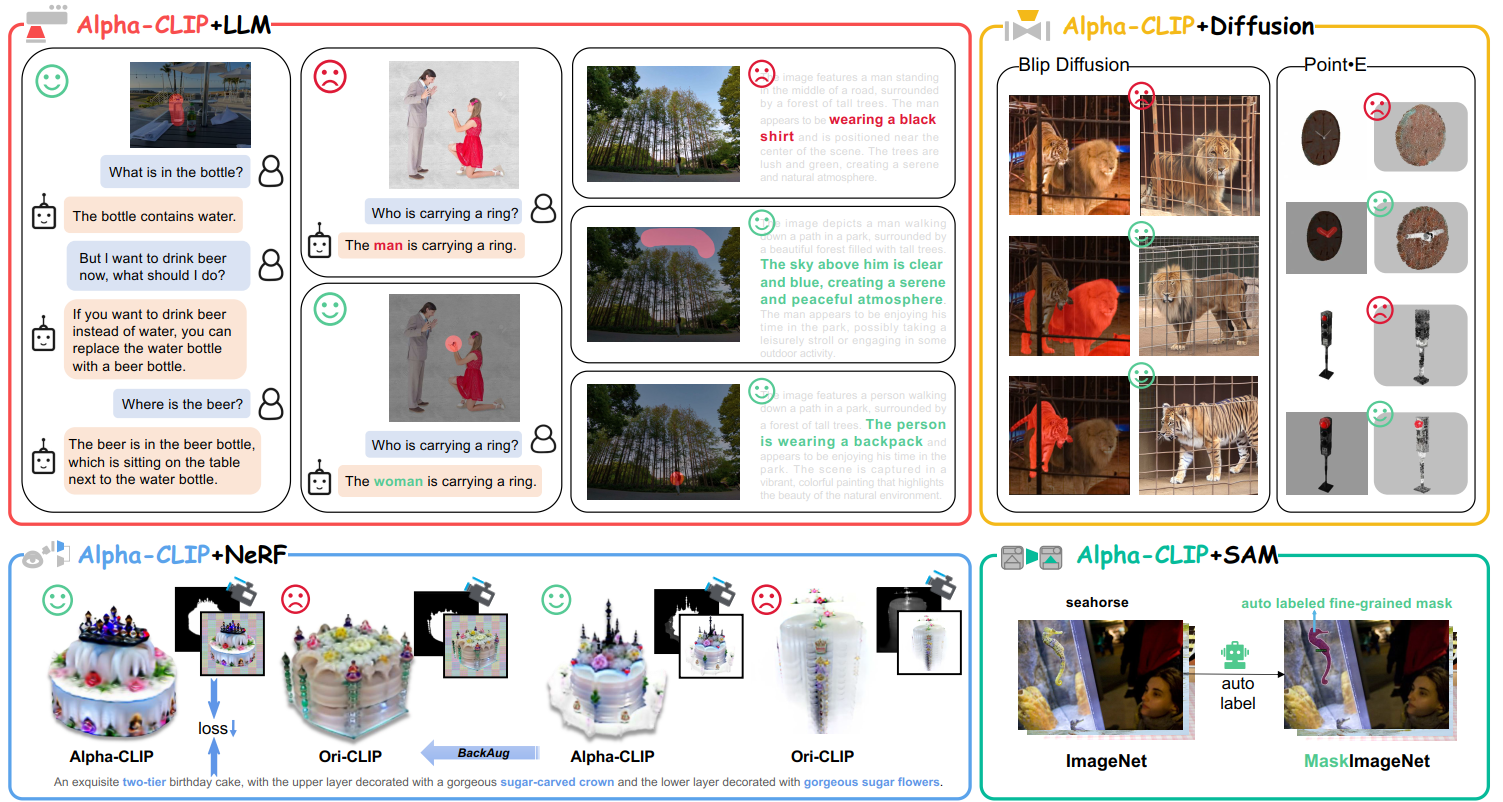 Alpha-CLIP+LLM
What is in the bottle?
The bottle contains water.
But I want to drink beer
now, what should I do?
If you want to drink beer
instead of water, you can
replace the water bottle
with a beer bottle.
Where is the beer?
The beer is in the beer bottle,
which is sitting on the table
next to the water bottle.
Who is carrying a ring?
The man is carrying a ring.
Who is carrying a ring?
The woman is carrying a ring.
image features a man standing
in the middle of a road, surrounded
by a forest of tall trees. The man
appears to be wearing a black
shirt and is positioned near the
center of the scene. The trees are
lush and green, creating a serene
and natural atmosphere.
image depicts a man walking
down a path in a park, surrounded by
a beautiful forest filled with tall trees.
The sky above him is clear
and blue, creating a serene
and peaceful atmosphere.
The man appears to be enjoying his
time in the park, possibly taking a
leisurely stroll or engaging in some
outdoor activity.
image features a person walking
down a path in a park, surrounded by
a forest of tall trees. The person
is wearing a backpack and
appears to be enjoying his time in the
park. The scene is captured in a
vibrant, colorful painting that highlights
the beauty of the natural environment.
Alpha-CLIP+Diffusion
Blip Diffusion
Point•E
Alpha-CLIP+NeRF
loss
Alpha-CLIP
Ori-CLIP
BackAug
Alpha-CLIP
Ori-CLIP
An exquisite two-tier birthday cake, with the upper layer decorated with a gorgeous sugar-carved crown and the lower layer decorated with gorgeous sugar flowers.
Alpha-CLIP+SAM
seahorse
auto labeled fine-grained mask
auto
label
ImageNet
MaskImageNet